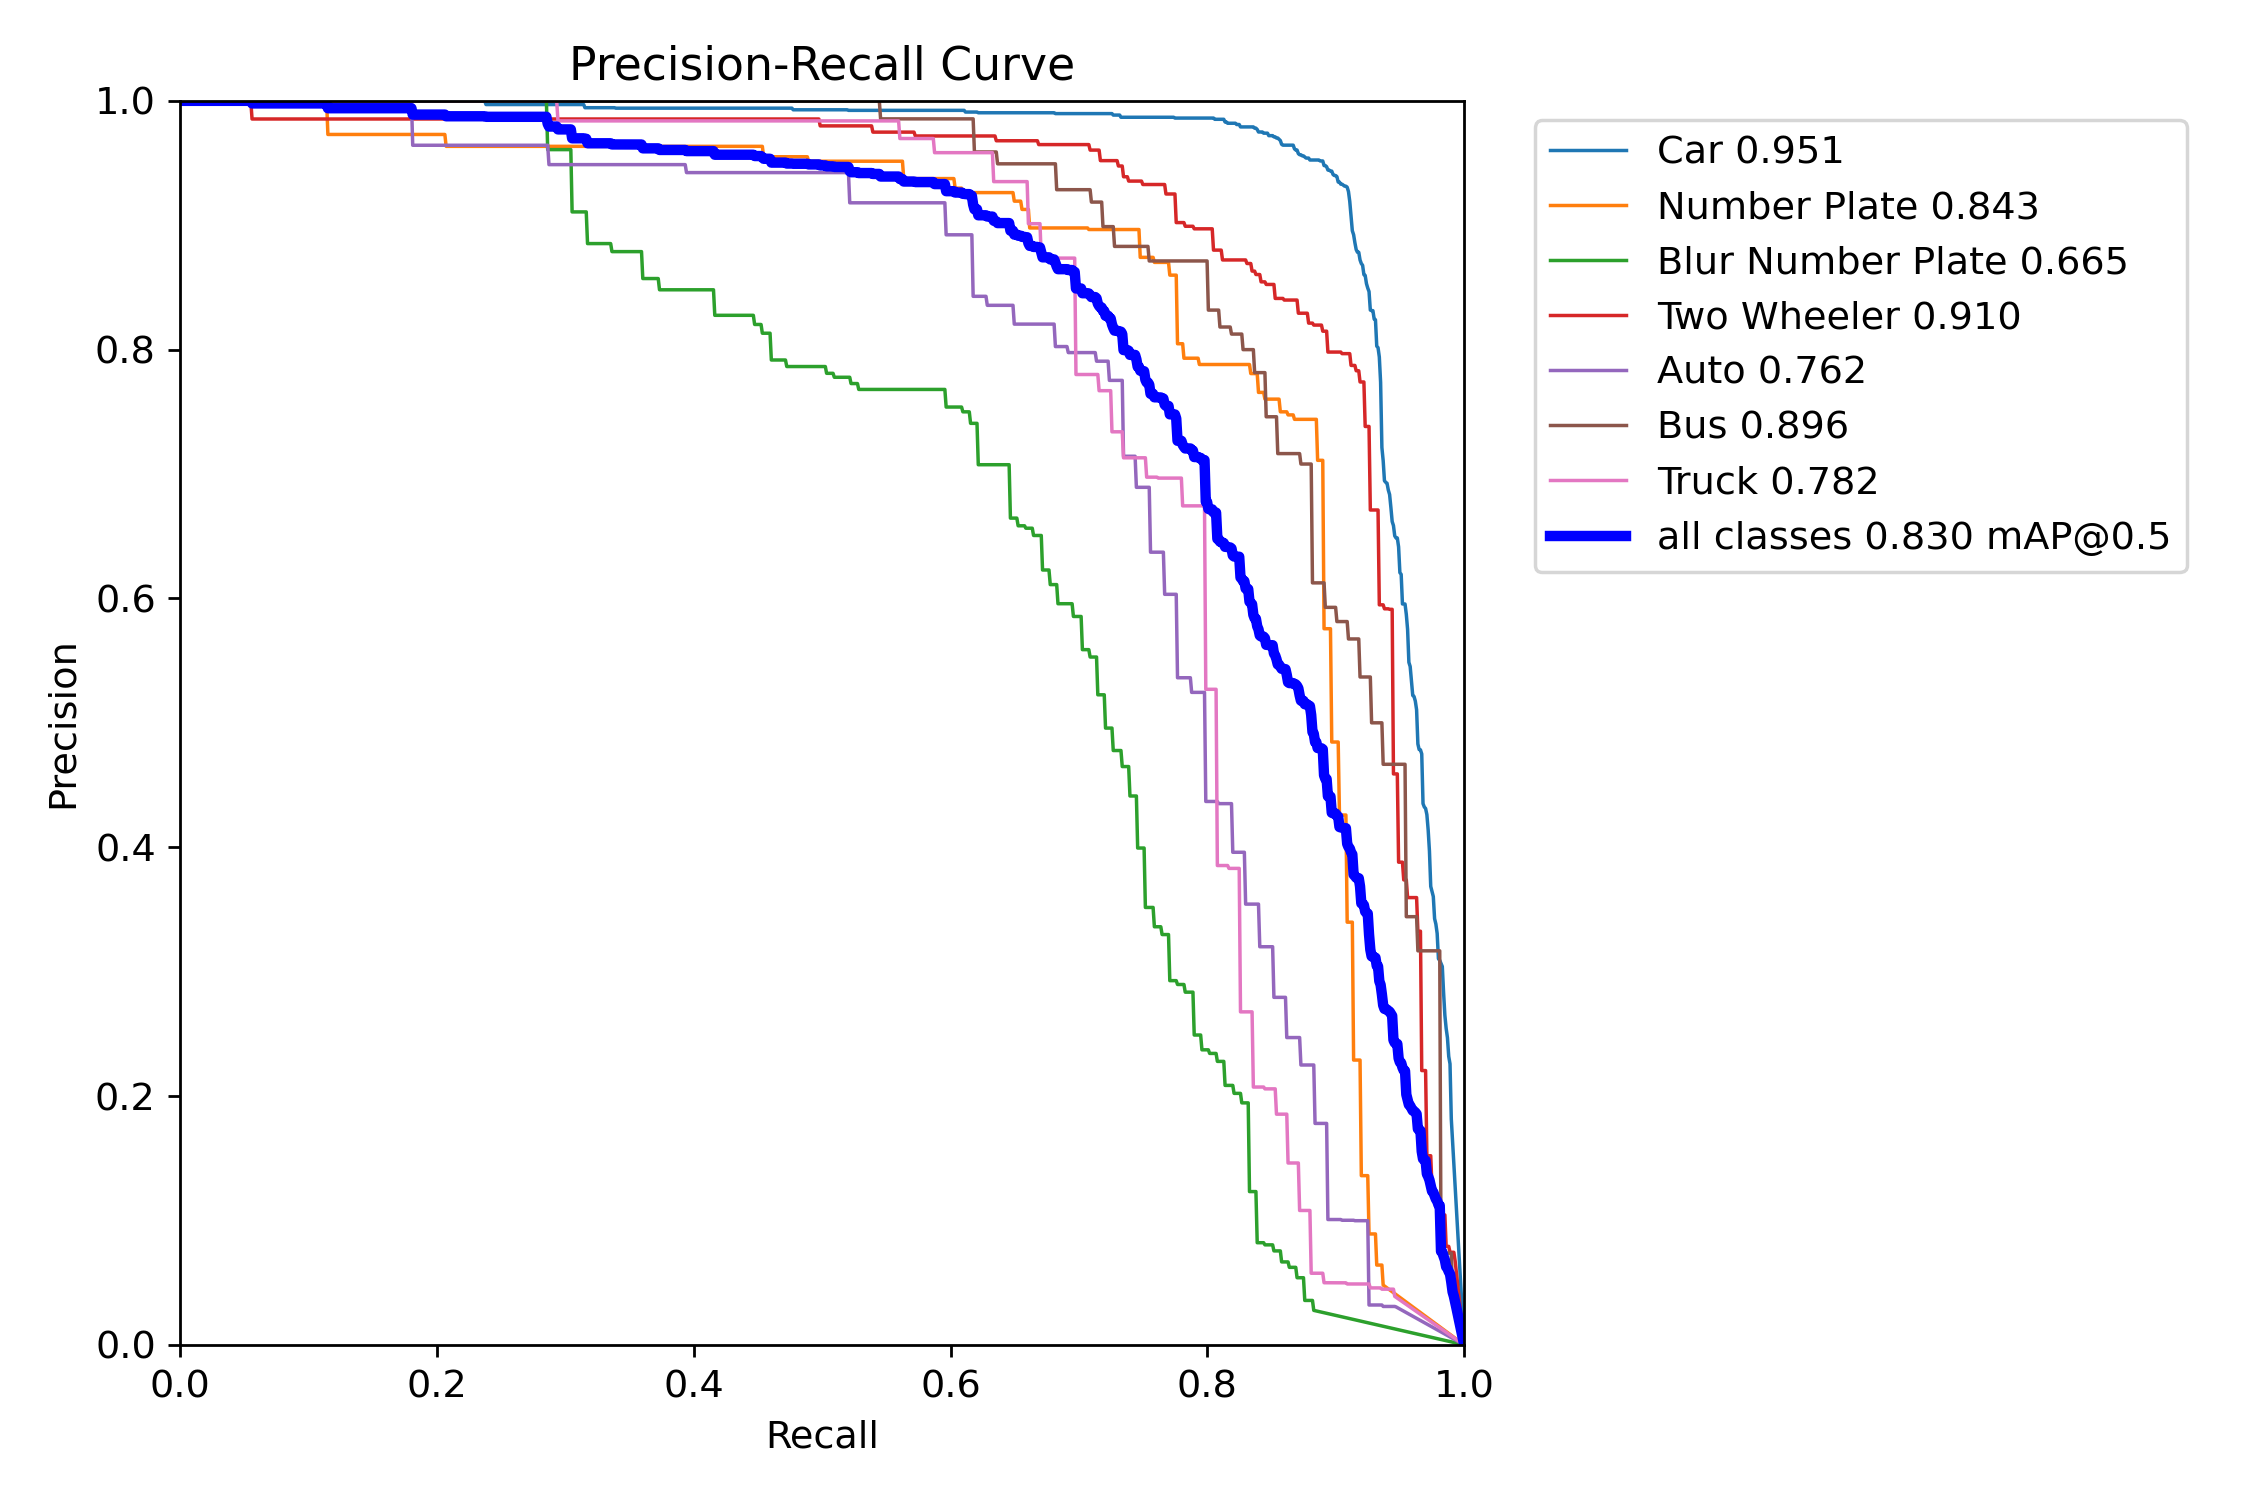 Precision-Recall Curve
1.0
0.8
0.6
0.4
0.2
0.0
Precision
0.0 0.2 0.4 0.6 0.8 1.0
Recall
Car 0.951
Number Plate 0.843
Blur Number Plate 0.665
Two Wheeler 0.910
Auto 0.762
Bus 0.896
Truck 0.782
all classes 0.830 mAP@0.5